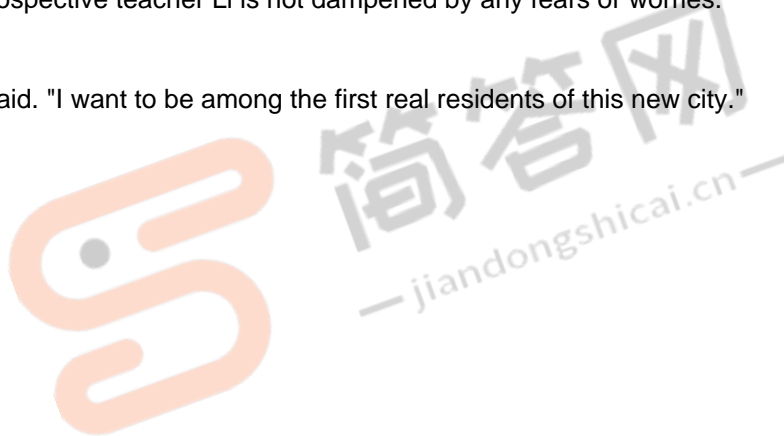 ospective teacher Li is not dampened by any fears or worries.
aid. "I want to be among the first real residents of this new city."
简答网
jiandongshicai.cn